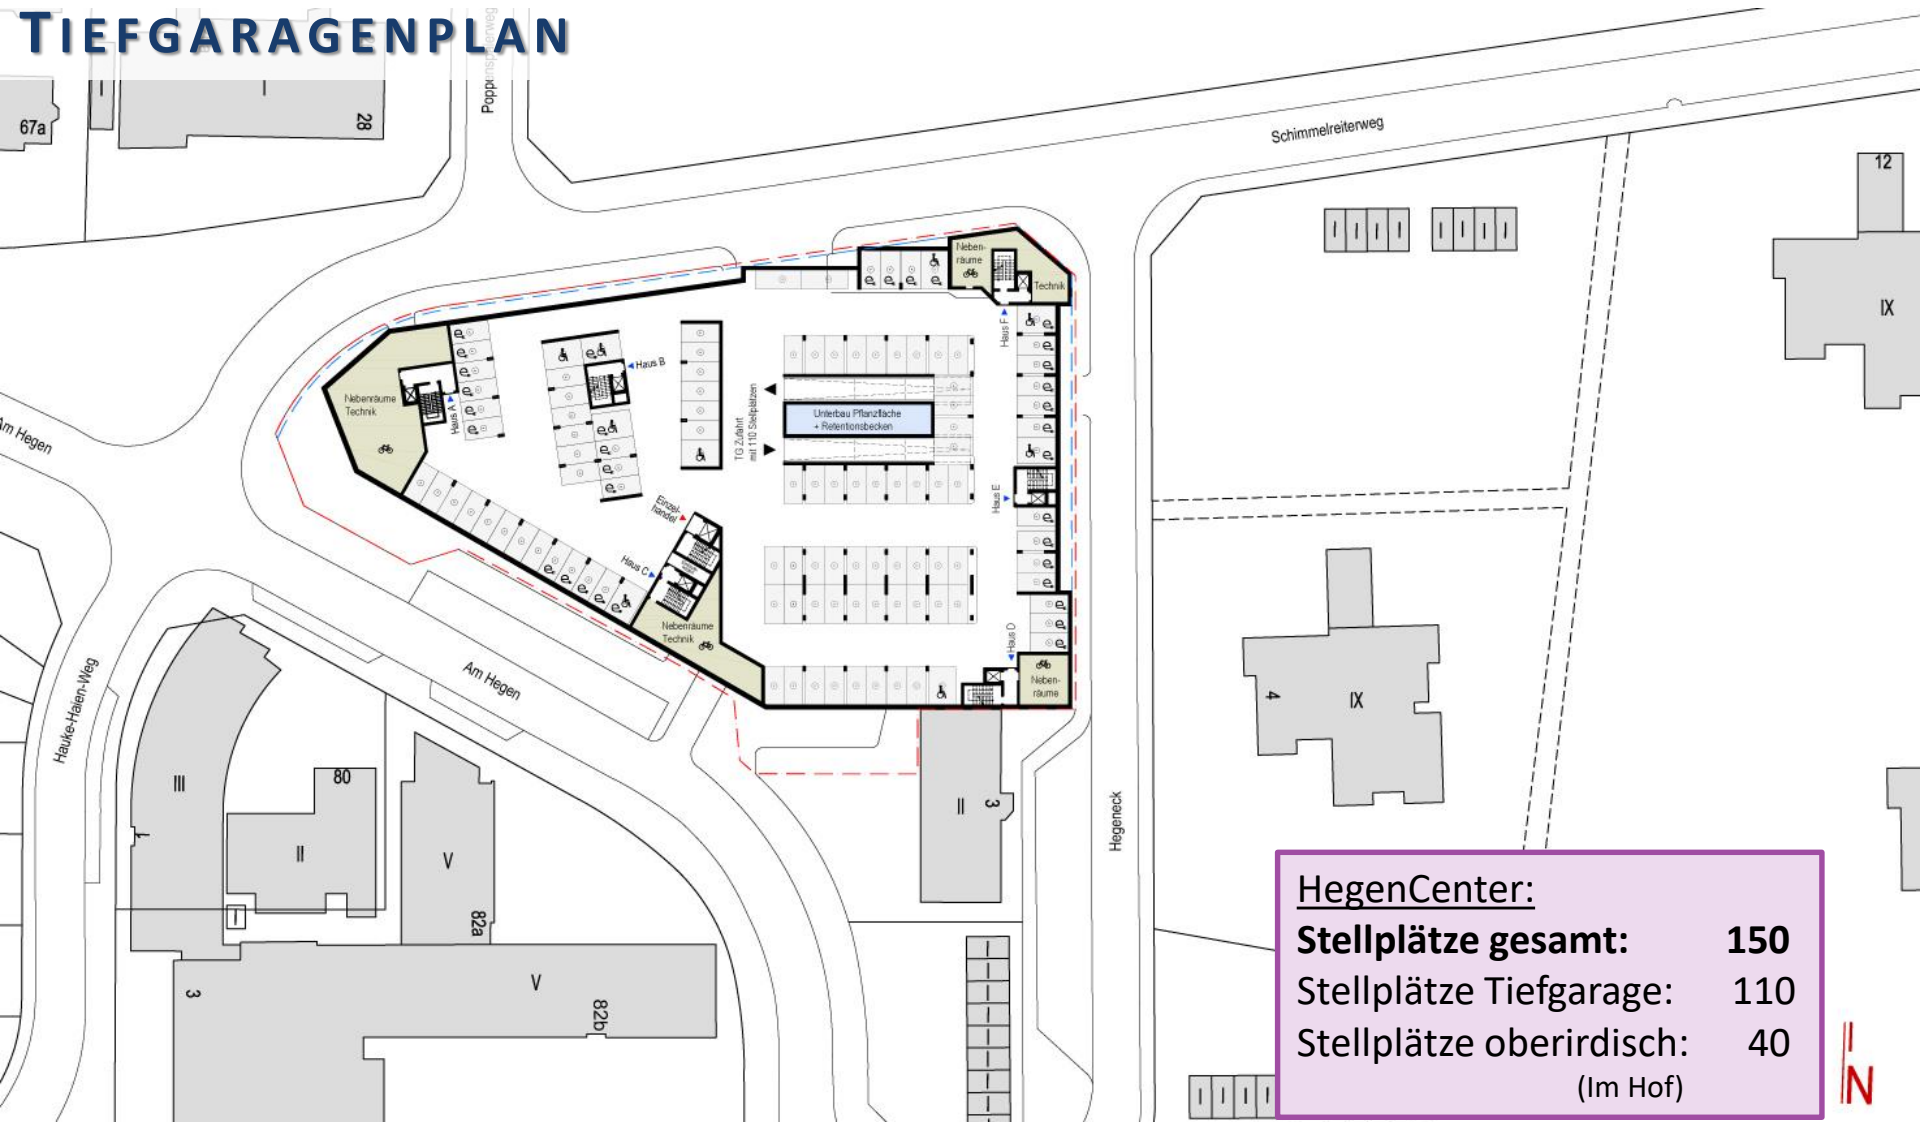 TIEFGARAGENPLAN
67a
I
I
28
Schimmelreiterweg
12
IX
Neben-
räume
Technik
Haus F
Haus B
Haus A
Nebenräume
Technik
TG Zufahrt
mit 110 Stellplätzen
Unterbau Pflanzfläche
+ Retentionsbecken
Haus E
Einzel-
handel
Haus C
Nebenräume
Technik
Haus D
Neben-
räume
Am Hegen
Am Hegen
Hauke-Haien-Weg
Hegeneck
4
IX
III
1
80
II
I
V
82a
3
V
82b
II
3
HegenCenter:
Stellplätze gesamt: 150
Stellplätze Tiefgarage: 110
Stellplätze oberirdisch: 40
(Im Hof)
N